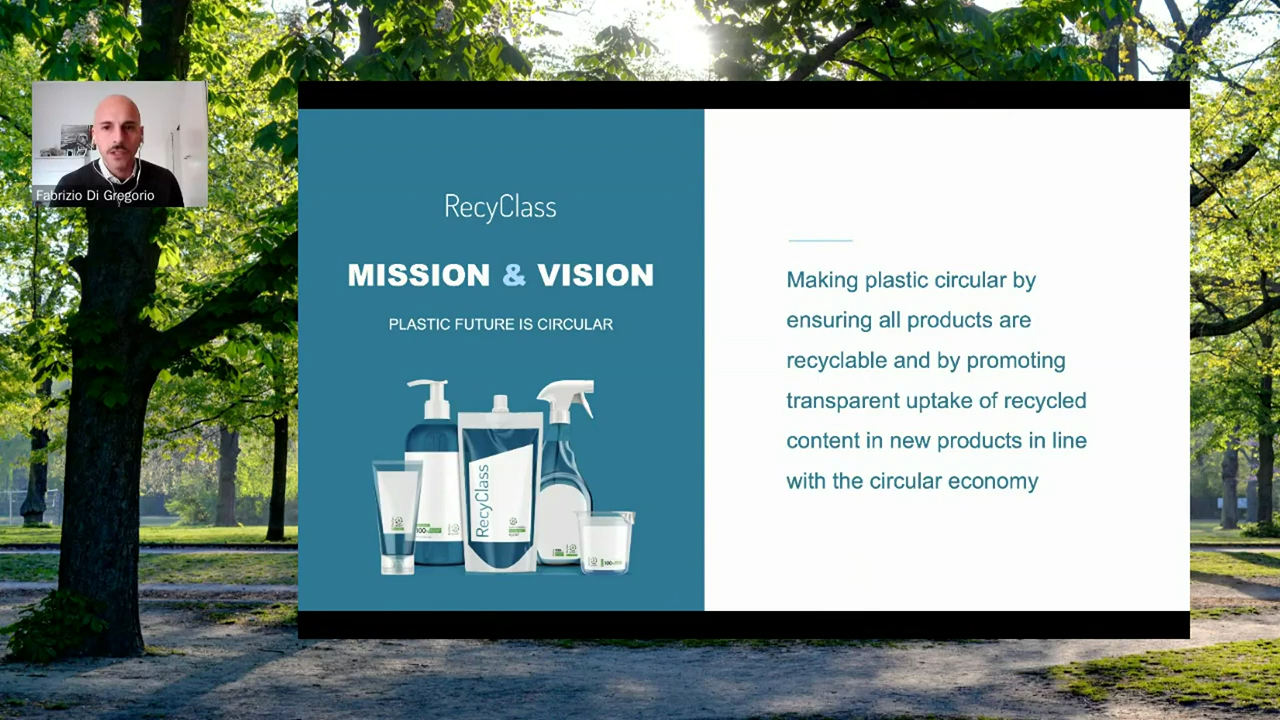 Fabrizio Di Gregorio
RecyClass
MISSION & VISION
PLASTIC FUTURE IS CIRCULAR
RecyClass
100%
Making plastic circular by
ensuring all products are
recyclable and by promoting
transparent uptake of recycled
content in new products in line
with the circular economy